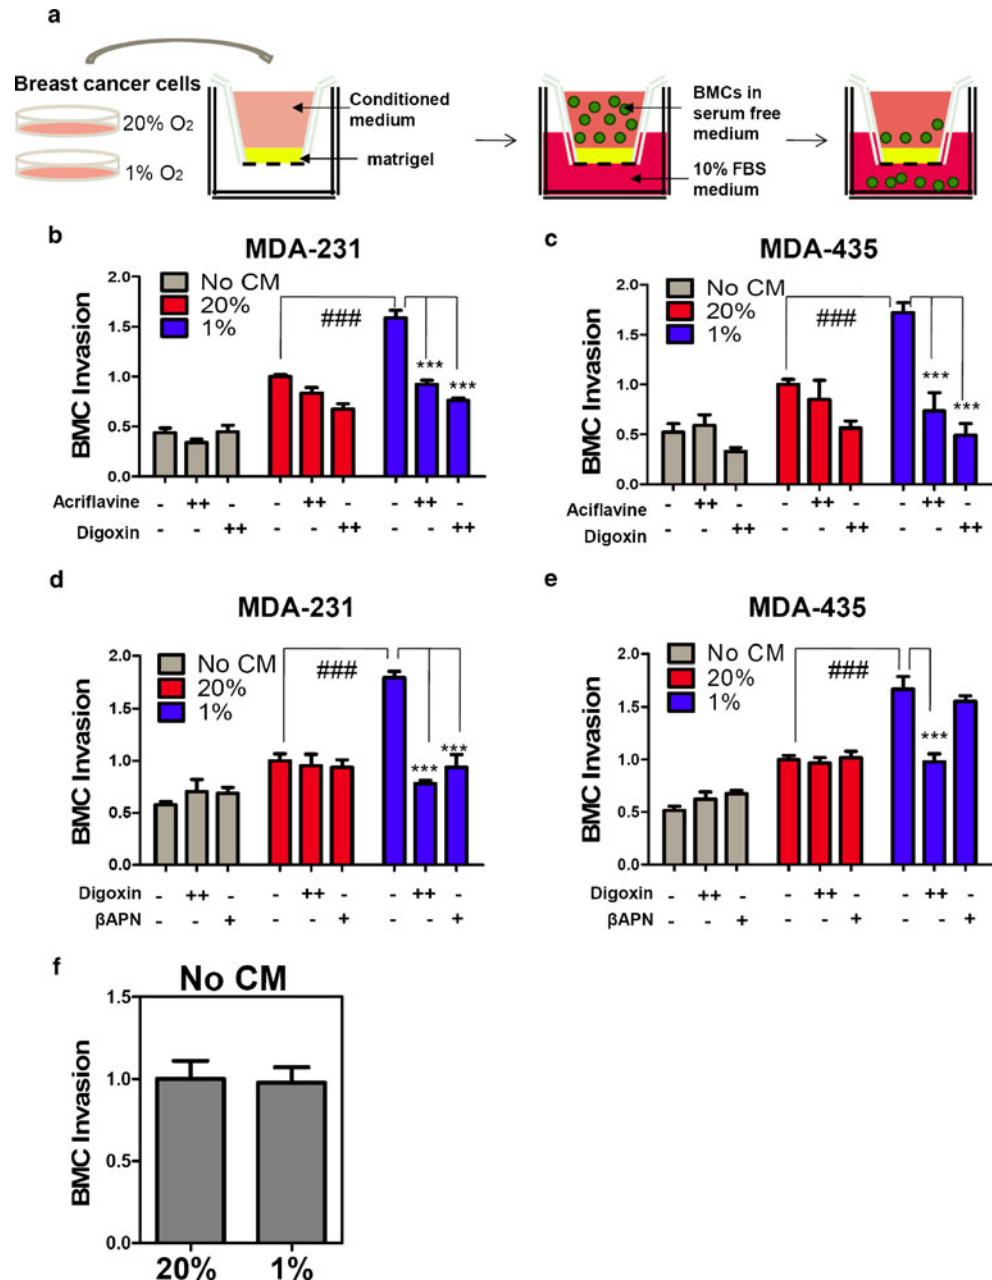 a
Breast cancer cells
20% O2
1% O2
Conditioned
medium
matrigel
BMCs in
serum free
medium
10% FBS
medium
b
MDA-231
No CM
20%
1%
###
***
***
BMC Invasion
2.0
1.5
1.0
0.5
0.0
Acriflavine - ++ - - ++ - - ++ -
Digoxin - - ++ - - ++ - - ++
c
MDA-435
No CM
20%
1%
###
***
***
BMC Invasion
2.0
1.5
1.0
0.5
0.0
Aciflavine - ++ - - ++ - - ++ -
Digoxin - - ++ - - ++ - - ++
d
MDA-231
No CM
20%
1%
###
***
***
BMC Invasion
2.0
1.5
1.0
0.5
0.0
Digoxin - ++ - - ++ - - ++ -
βAPN - - + - - + - - +
e
MDA-435
No CM
20%
1%
###
***
BMC Invasion
2.0
1.5
1.0
0.5
0.0
Digoxin - ++ - - ++ - - ++ -
βAPN - - + - - + - - +
f
No CM
BMC Invasion
1.5
1.0
0.5
0.0
20% 1%